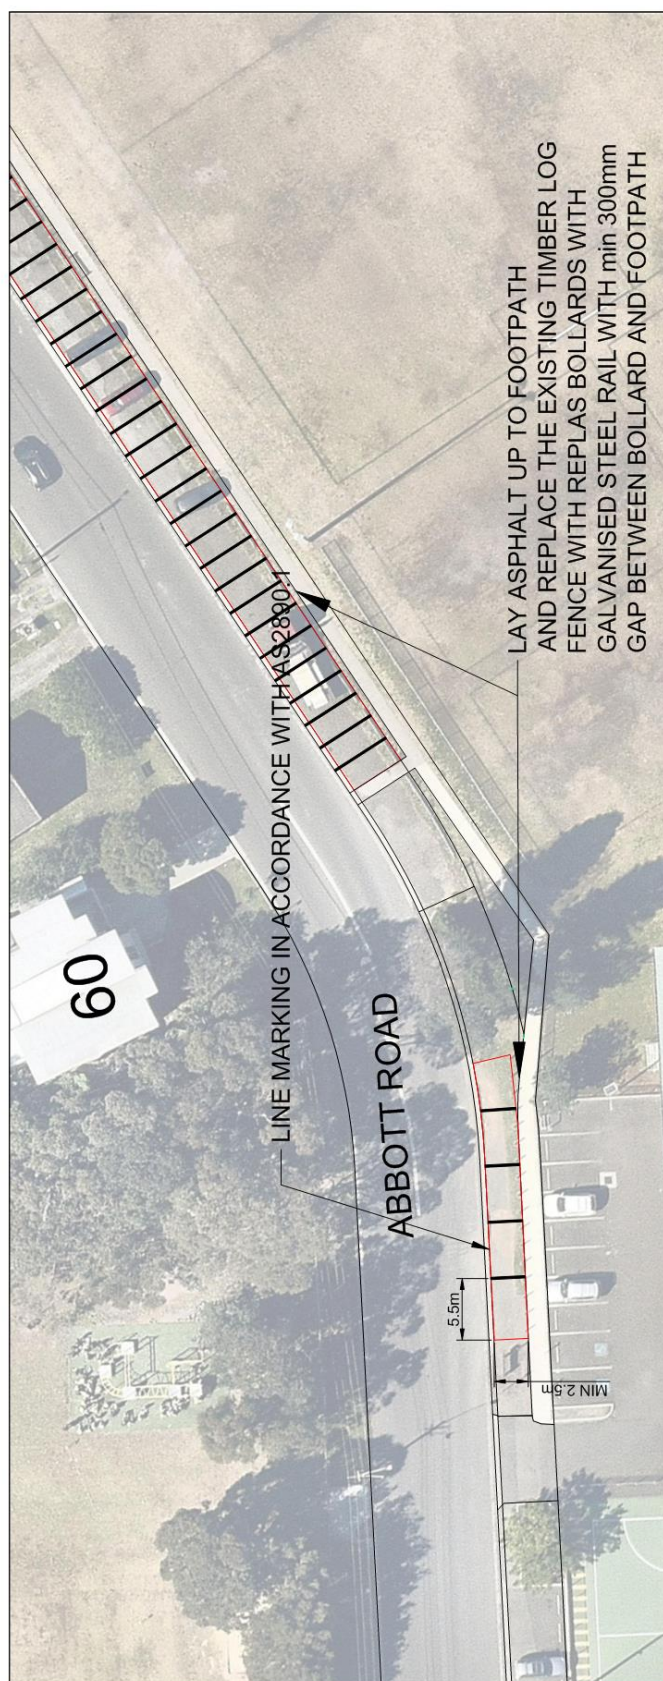 LINE MARKING IN ACCORDANCE WITH AS2890.1
LAY ASPHALT UP TO FOOTPATH
AND REPLACE THE EXISTING TIMBER LOG
FENCE WITH REPLAS BOLLARDS WITH
GALVANISED STEEL RAIL WITH min 300mm
GAP BETWEEN BOLLARD AND FOOTPATH
60
ABBOTT ROAD
5.5m
MIN 2.5m